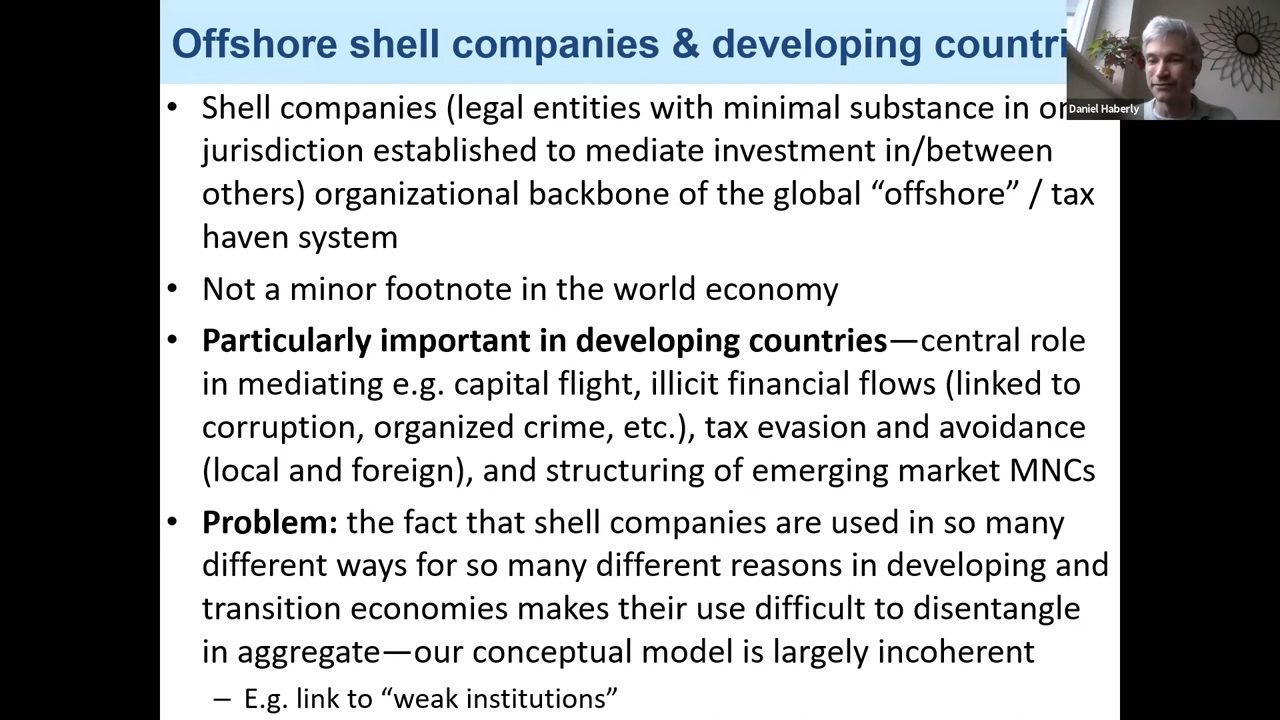 Offshore shell companies & developing countri
Daniel Haberly
• Shell companies (legal entities with minimal substance in
jurisdiction established to mediate investment in/between
others) organizational backbone of the global “offshore” / tax
haven system
• Not a minor footnote in the world economy
• Particularly important in developing countries—central role
in mediating e.g. capital flight, illicit financial flows (linked to
corruption, organized crime, etc.), tax evasion and avoidance
(local and foreign), and structuring of emerging market MNCs
• Problem: the fact that shell companies are used in so many
different ways for so many different reasons in developing and
transition economies makes their use difficult to disentangle
in aggregate—our conceptual model is largely incoherent
– E.g. link to “weak institutions”